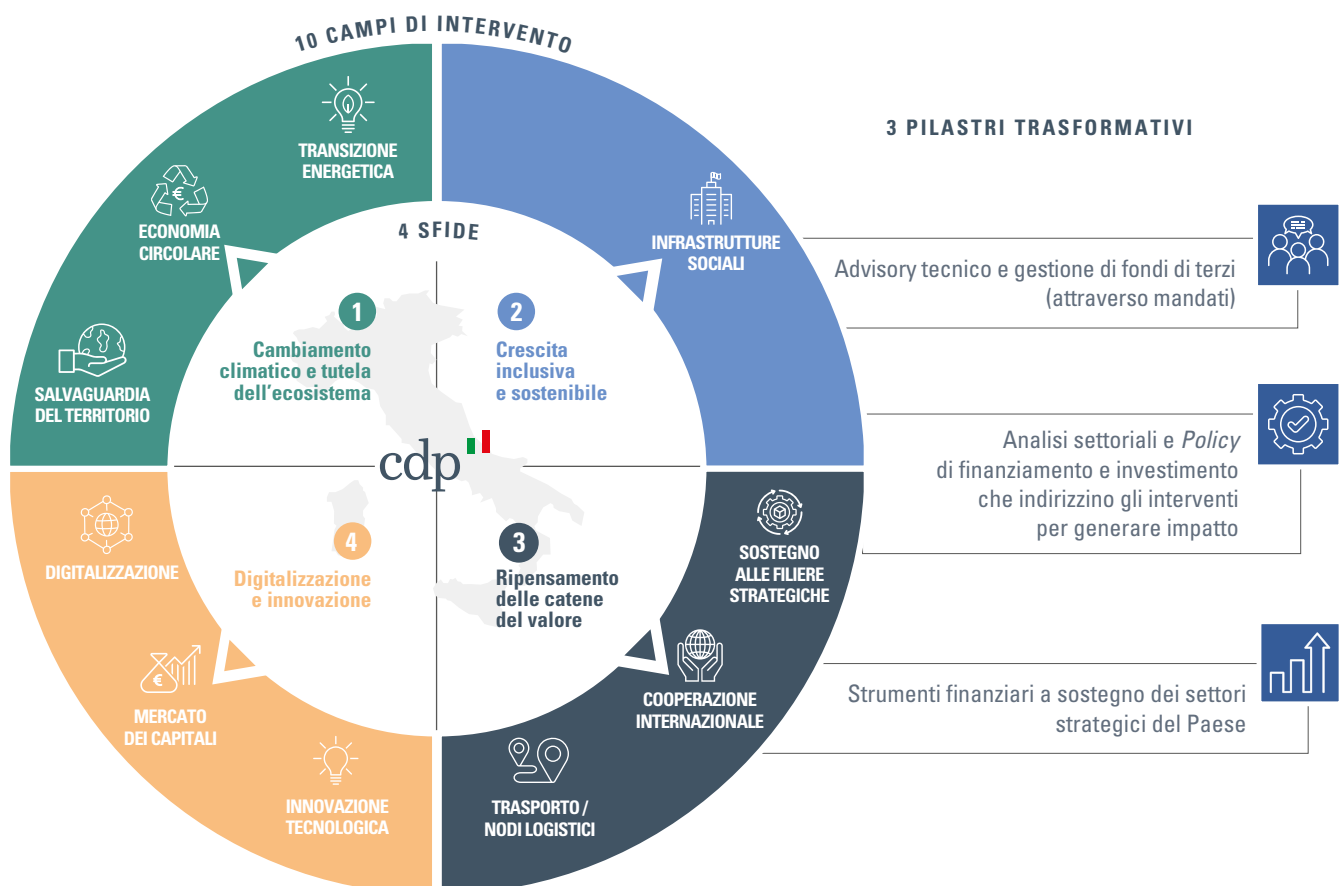 10 CAMPI DI INTERVENTO
TRANSIZIONE
ENERGETICA
ECONOMIA
CIRCOLARE
€
SALVAGUARDIA
DEL TERRITORIO
INFRASTRUTTURE
SOCIALI
4 SFIDE
1
Cambiamento
climatico e tutela
dell'ecosistema
2
Crescita
inclusiva
e sostenibile
cdp
4
Digitalizzazione
e innovazione
3
Ripensamento
delle catene
del valore
DIGITALIZZAZIONE
€
MERCATO
DEI CAPITALI
INNOVAZIONE
TECNOLOGICA
SOSTEGNO
ALLE FILIERE
STRATEGICHE
COOPERAZIONE
INTERNAZIONALE
TRASPORTO /
NODI LOGISTICI
3 PILASTRI TRASFORMATIVI
Advisory tecnico e gestione di fondi di terzi
(attraverso mandati)
Analisi settoriali e Policy
di finanziamento e investimento
che indirizzino gli interventi
per generare impatto
Strumenti finanziari a sostegno dei settori
strategici del Paese